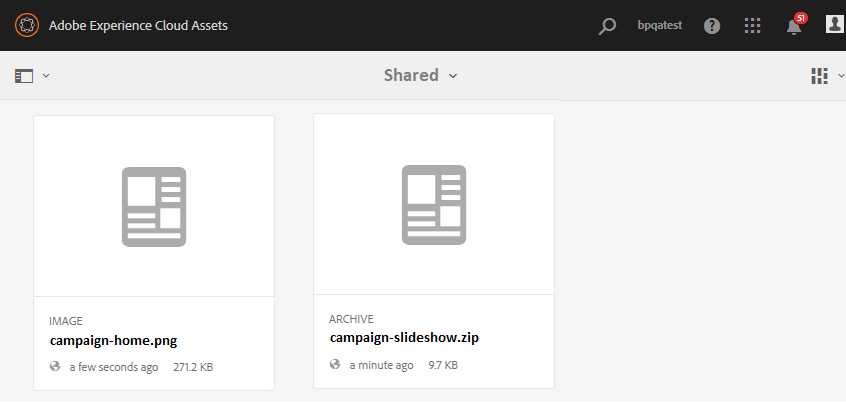 Adobe Experience Cloud Assets
bpqatest
51
Shared
IMAGE
campaign-home.png
a few seconds ago 271.2 KB
ARCHIVE
campaign-slideshow.zip
a minute ago 9.7 KB